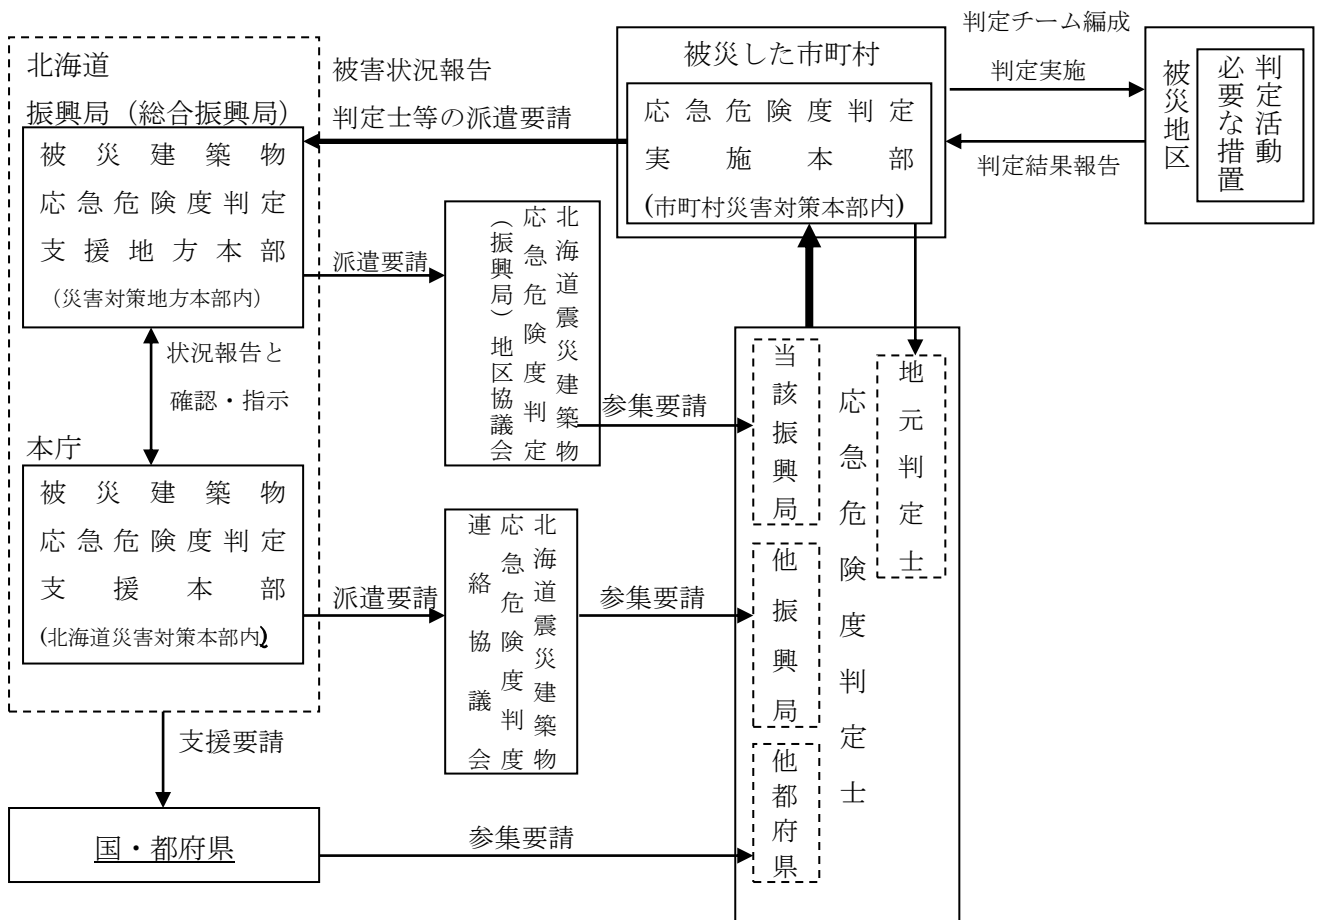 北海道
振興局（総合振興局）
被災建築物
応急危険度判定
支援地方本部
(災害対策地方本部内)
状況報告と
確認・指示
本庁
被災建築物
応急危険度判定
支援本部
(北海道災害対策本部内)
支援要請
国・都府県
被害状況報告
判定士等の派遣要請
派遣要請
北海道震災建築物
応急危険度判定
（振興局）地区協議会
参集要請
派遣要請
北海道震災建築物
応急危険度判度
連絡協議会
参集要請
参集要請
被災した市町村
応急危険度判定
実施本部
(市町村災害対策本部内)
判定チーム編成
判定実施
判定結果報告
被災地区
判定活動
必要な措置
応急危険度判定士
地元判定士
当該振興局
他振興局
他都府県